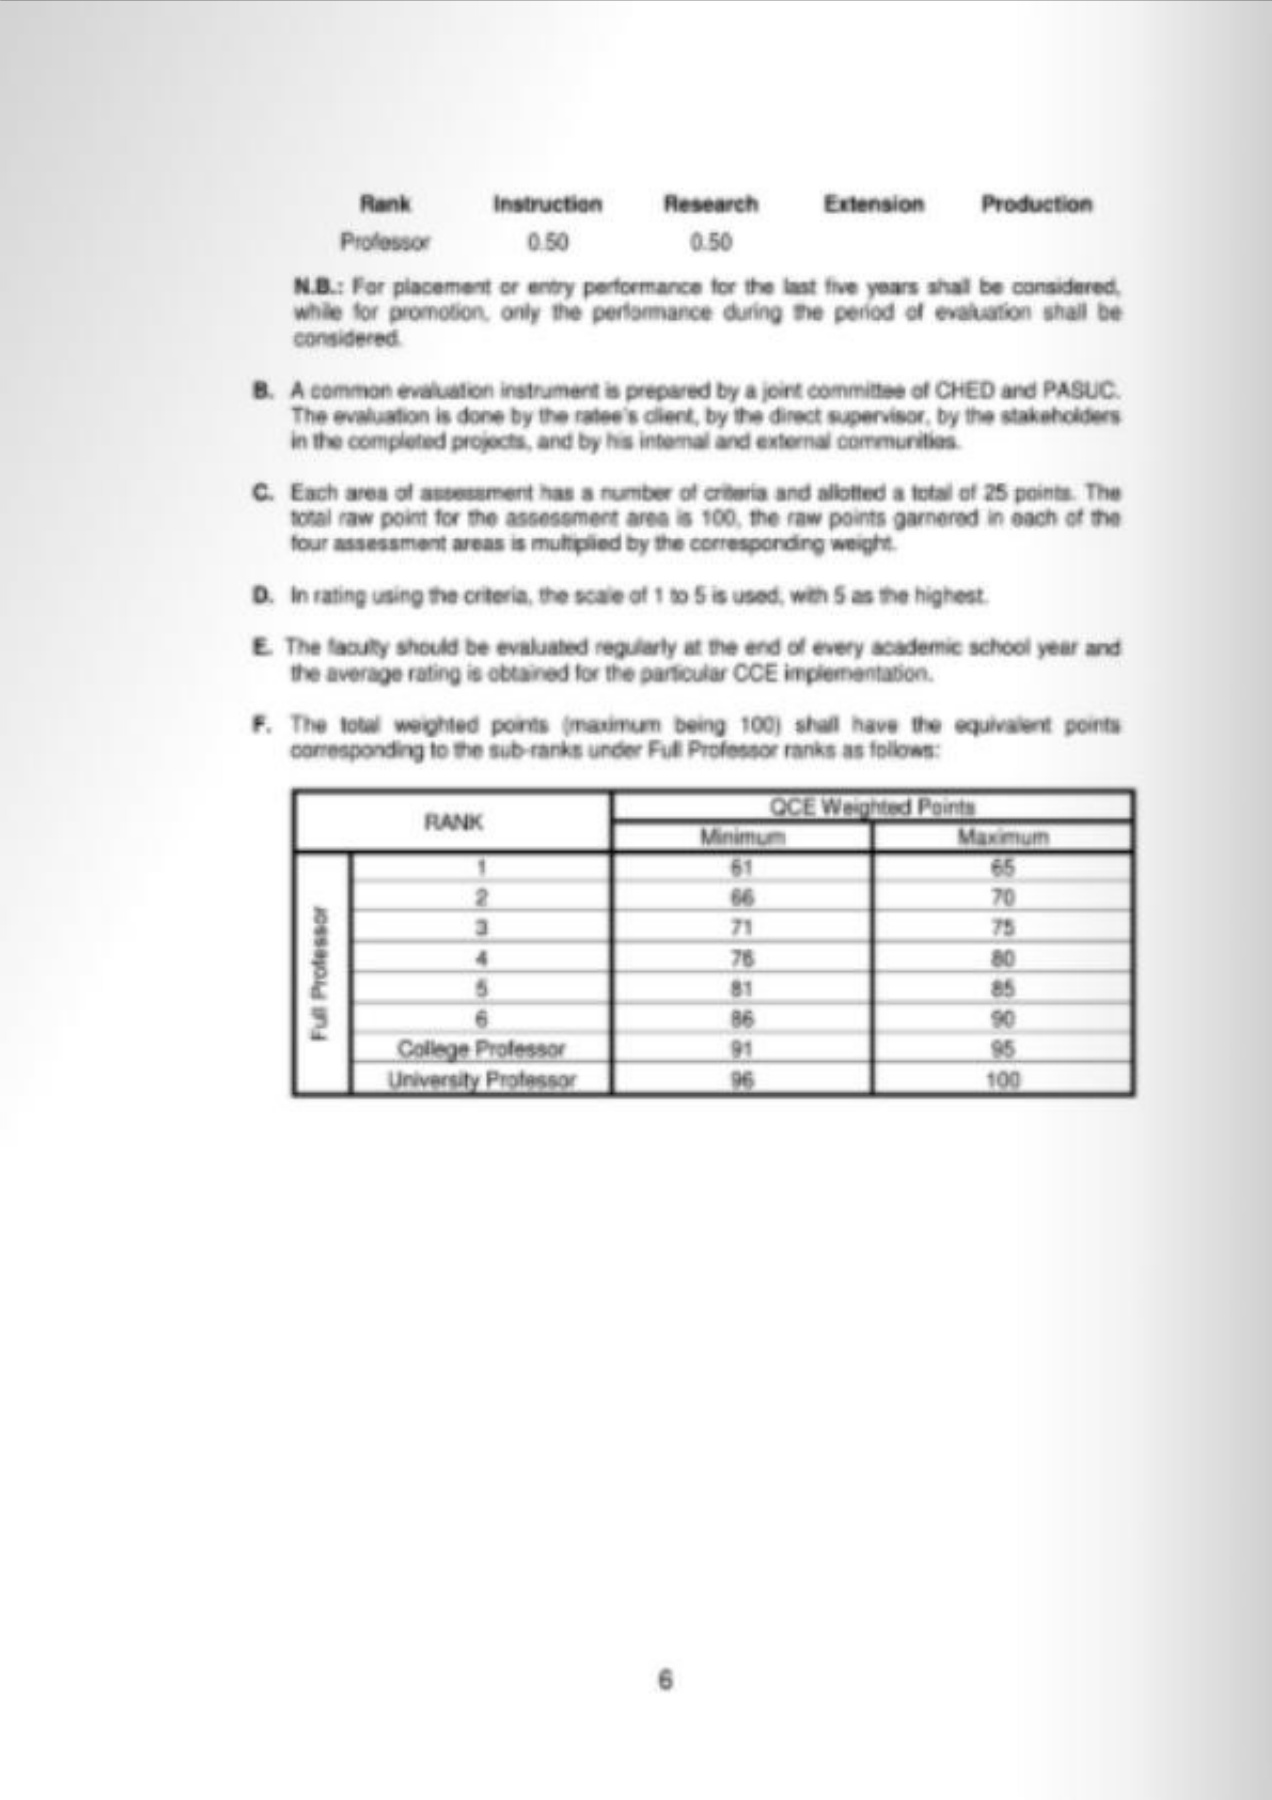 Rank Instruction Research Extension Production
Professor 0.50 0.50
N.B.: For placement or entry performance for the last five years shall be considered,
while for promotion, only the performance during the period of evaluation shall be
considered.
B. A common evaluation instrument is prepared by a joint committee of CHED and PASUC.
The evaluation is done by the ratee's client, by the direct supervisor, by the stakeholders
in the completed projects, and by his internal and external communities.
C. Each area of assessment has a number of criteria and allotted a total of 25 points. The
total raw point for the assessment area is 100, the raw points garnered in each of the
four assessment areas is multiplied by the corresponding weight.
D. In rating using the criteria, the scale of 1 to 5 is used, with 5 as the highest.
E. The faculty should be evaluated regularly at the end of every academic school year and
the average rating is obtained for the particular CCE implementation.
F. The total weighted points (maximum being 100) shall have the equivalent points
corresponding to the sub-ranks under Full Professor ranks as follows:
RANK QCE Weighted Points
Minimum Maximum
Full Professor
1 61 65
2 66 70
3 71 75
4 76 80
5 81 85
6 86 90
College Professor 91 95
University Professor 96 100
6